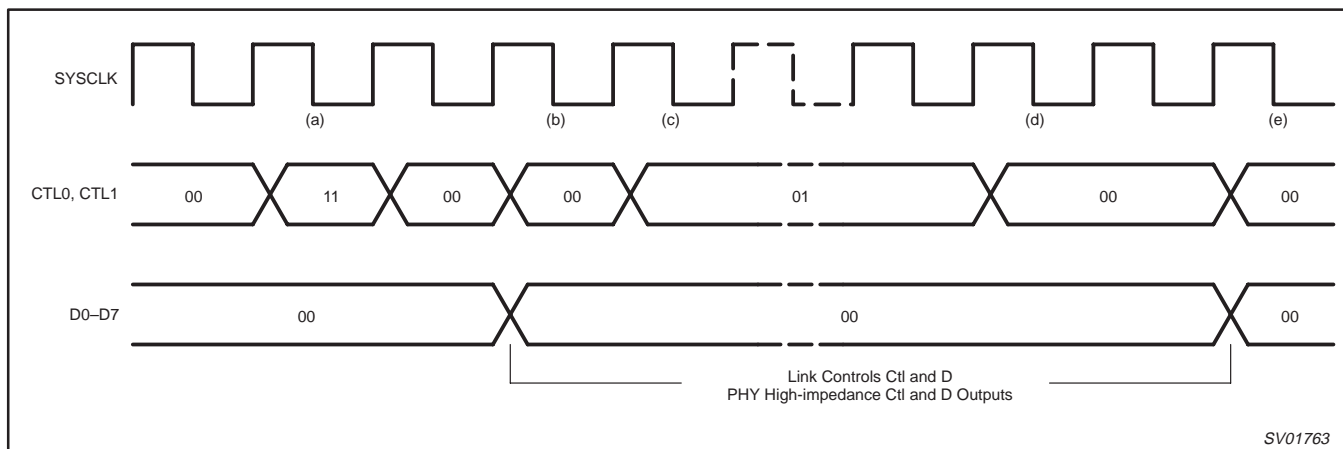 SYSCLK
(a) (b) (c) (d) (e)
CTL0, CTL1 00 11 00 00 01 00 00
D0–D7 00 00 00
Link Controls Ctl and D
PHY High-impedance Ctl and D Outputs
SV01763